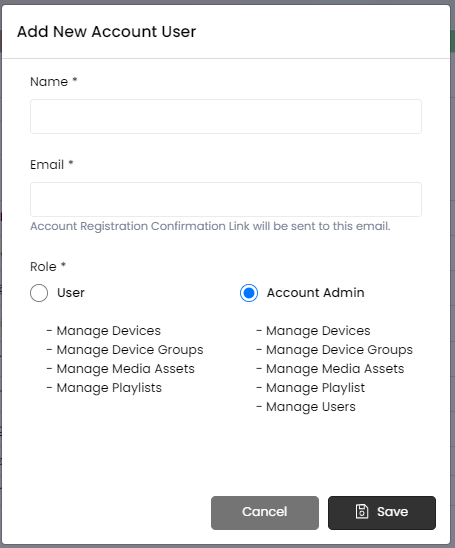 Add New Account User
Name *
Email *
Account Registration Confirmation Link will be sent to this email.
Role *
User
- Manage Devices
- Manage Device Groups
- Manage Media Assets
- Manage Playlists
Account Admin
- Manage Devices
- Manage Device Groups
- Manage Media Assets
- Manage Playlist
- Manage Users
Cancel
Save